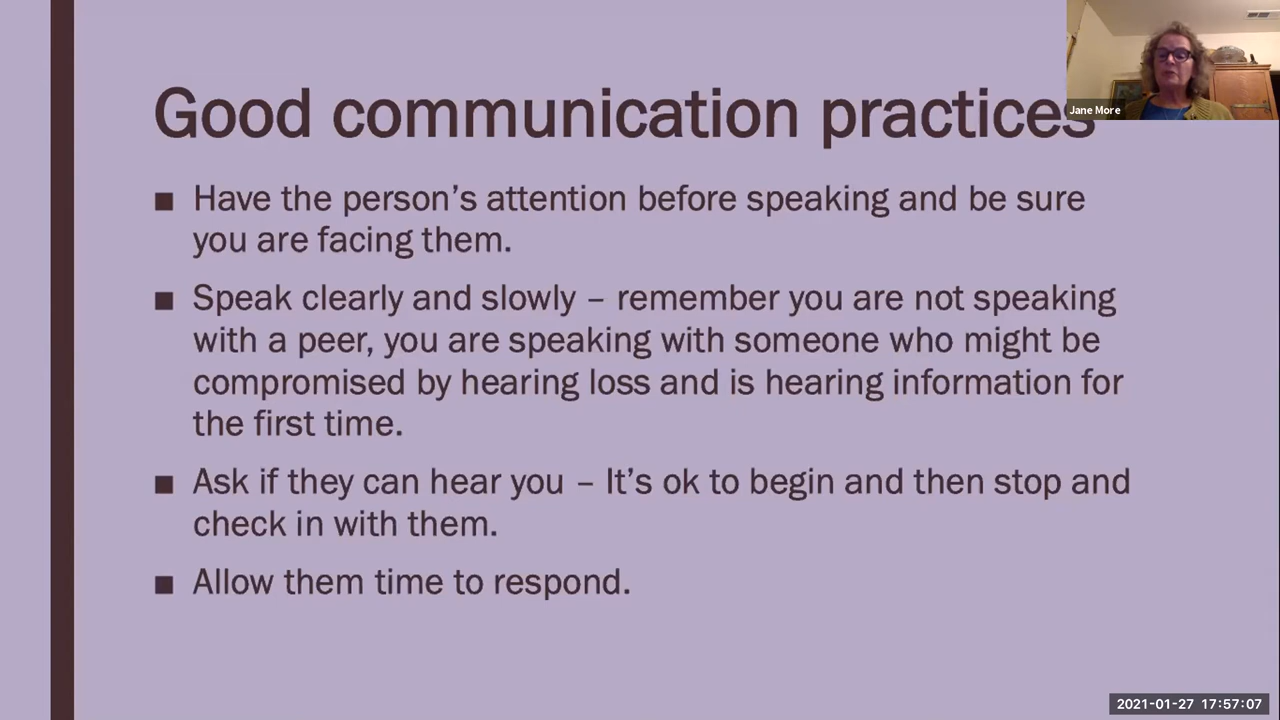 Good communication practices
Jane More
■ Have the person’s attention before speaking and be sure
you are facing them.
■ Speak clearly and slowly – remember you are not speaking
with a peer, you are speaking with someone who might be
compromised by hearing loss and is hearing information for
the first time.
■ Ask if they can hear you – It’s ok to begin and then stop and
check in with them.
■ Allow them time to respond.
2021-01-27 17:57:07